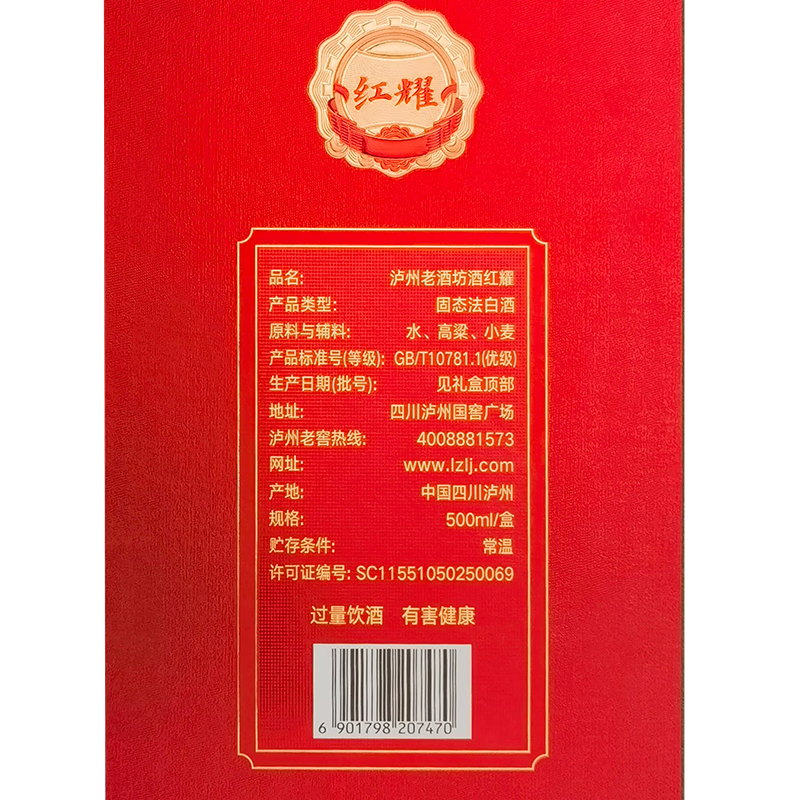 红耀
品名: 泸州老酒坊酒红耀
产品类型: 固态法白酒
原料与辅料: 水、高粱、小麦
产品标准号(等级): GB/T10781.1(优级)
生产日期(批号): 见礼盒顶部
地址: 四川泸州国窖广场
泸州老窖热线: 4008881573
网址: www.lzlj.com
产地: 中国四川泸州
规格: 500ml/盒
贮存条件: 常温
许可证编号: SC11551050250069
过量饮酒 有害健康
6 901798 207470